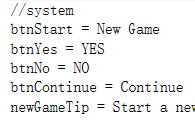 //system
btnStart = New Game
btnYes = YES
btnNo = NO
btnContinue = Continue
newGameTip = Start a new